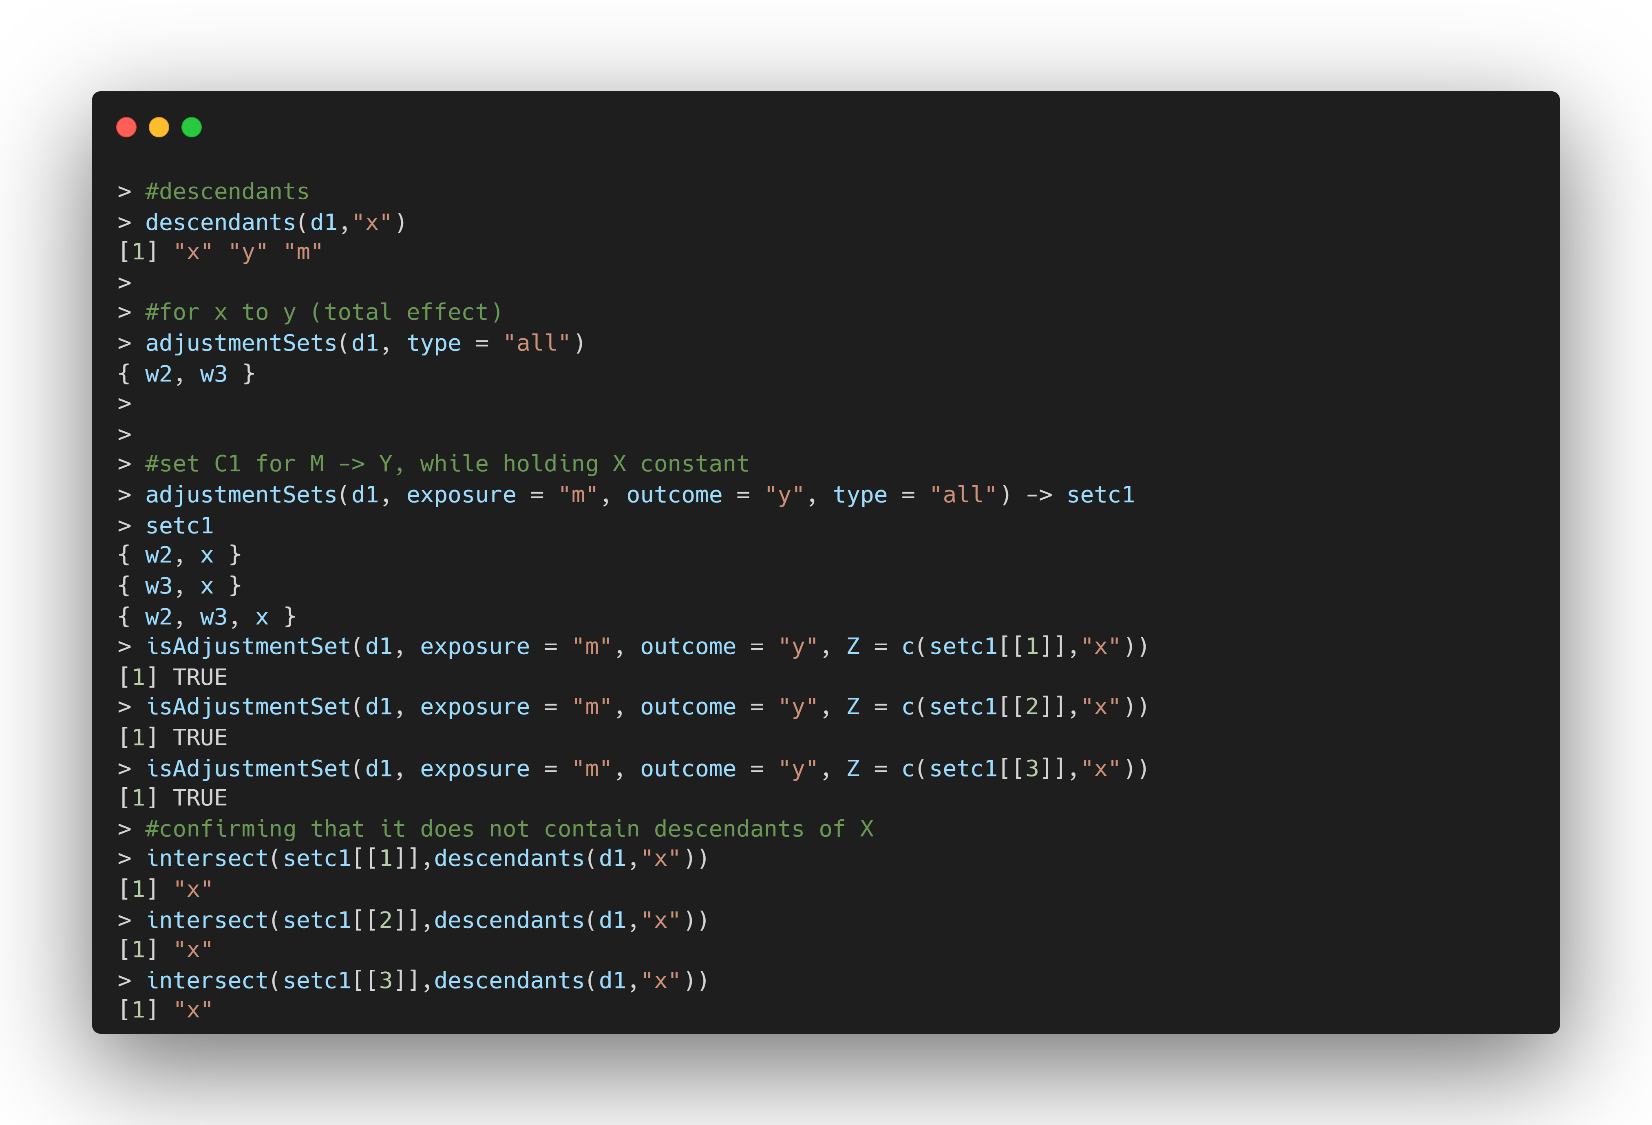 > #descendants
> descendants(d1,"x")
[1] "x" "y" "m"
>
> #for x to y (total effect)
> adjustmentSets(d1, type = "all")
{ w2, w3 }
>
>
> #set C1 for M -> Y, while holding X constant
> adjustmentSets(d1, exposure = "m", outcome = "y", type = "all") -> setc1
> setc1
{ w2, x }
{ w3, x }
{ w2, w3, x }
> isAdjustmentSet(d1, exposure = "m", outcome = "y", Z = c(setc1[[1]],"x"))
[1] TRUE
> isAdjustmentSet(d1, exposure = "m", outcome = "y", Z = c(setc1[[2]],"x"))
[1] TRUE
> isAdjustmentSet(d1, exposure = "m", outcome = "y", Z = c(setc1[[3]],"x"))
[1] TRUE
> #confirming that it does not contain descendants of X
> intersect(setc1[[1]],descendants(d1,"x"))
[1] "x"
> intersect(setc1[[2]],descendants(d1,"x"))
[1] "x"
> intersect(setc1[[3]],descendants(d1,"x"))
[1] "x"